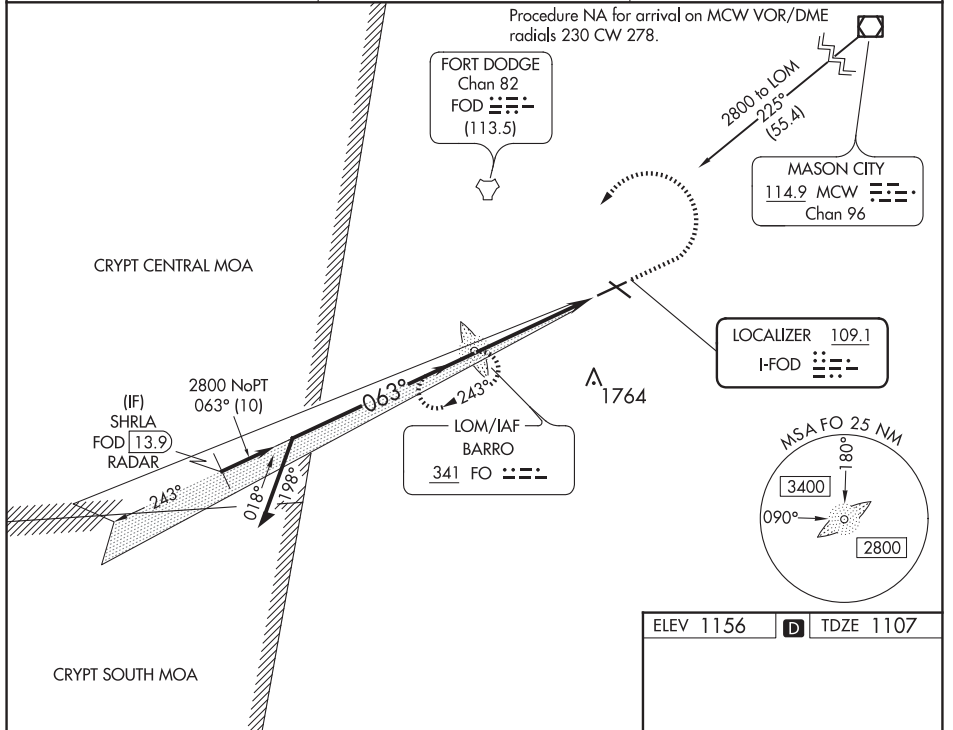 Procedure NA for arrival on MCW VOR/DME
radials 230 CW 278.
FORT DODGE
Chan 82
FOD
(113.5)
2800 to LOM
225°
(55.4)
MASON CITY
114.9 MCW
Chan 96
CRYPT CENTRAL MOA
LOCALIZER 109.1
I-FOD
2800 NoPT
063° (10)
063°
243°
1764
(IF)
SHRLA
FOD 13.9
RADAR
LOM/IAF
BARRO
341 FO
243°
018°
198°
MSA FO 25 NM
180°
3400
090°
2800
ELEV 1156 D TDZE 1107
CRYPT SOUTH MOA